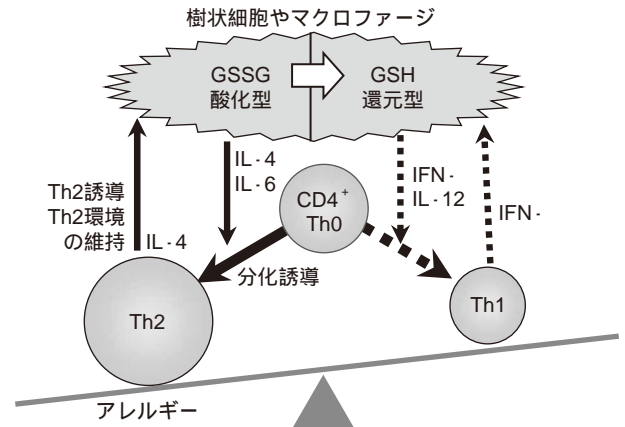 樹状細胞やマクロファージ
GSSG
酸化型
GSH
還元型
IL-4
IL-6
CD4+
Th0
IFN-
IL-12
IFN-
Th2誘導
Th2環境
の維持
IL-4
分化誘導
Th2
Th1
アレルギー